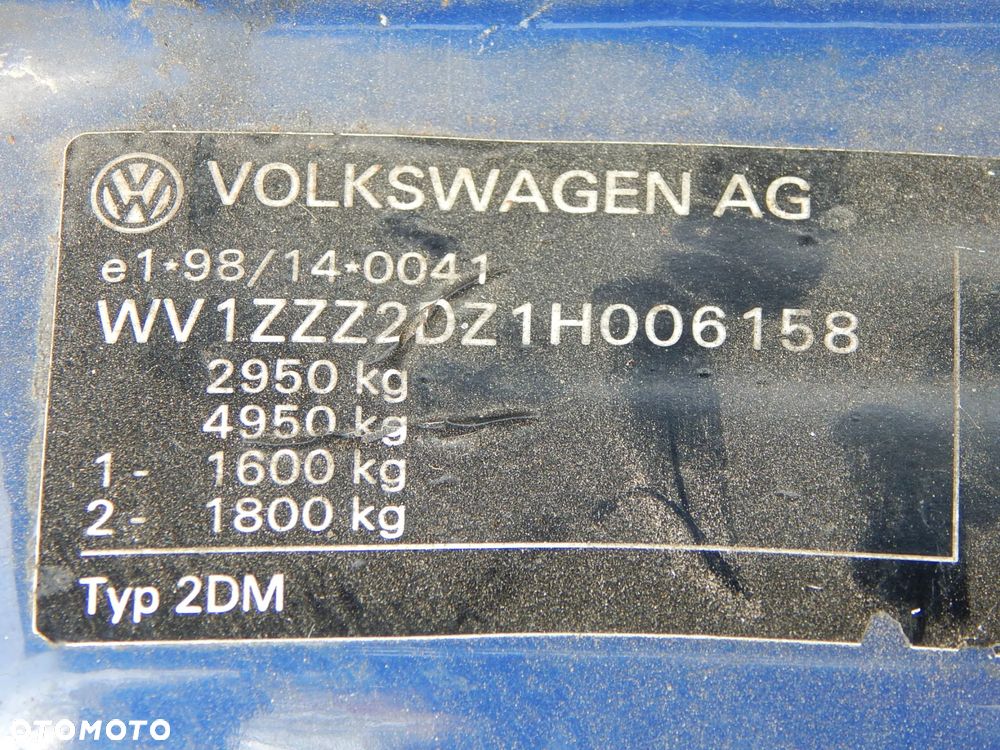 VOLKSWAGEN AG
e1*98/14*0041
WV1ZZZ2DZ1H006158
2950 kg
4950 kg
1- 1600 kg
2- 1800 kg
Typ 2DM
OTOMOTO